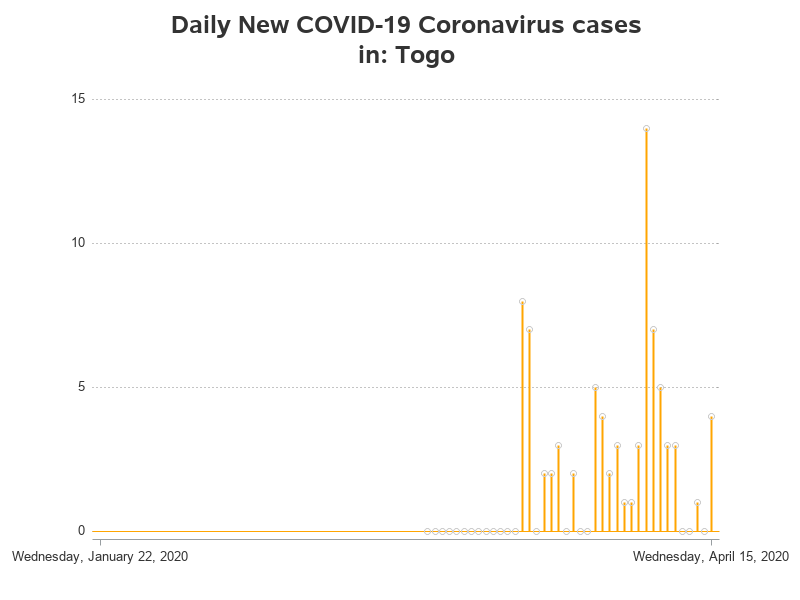 Daily New COVID-19 Coronavirus cases
in: Togo
15
10
5
0
Wednesday, January 22, 2020
Wednesday, April 15, 2020